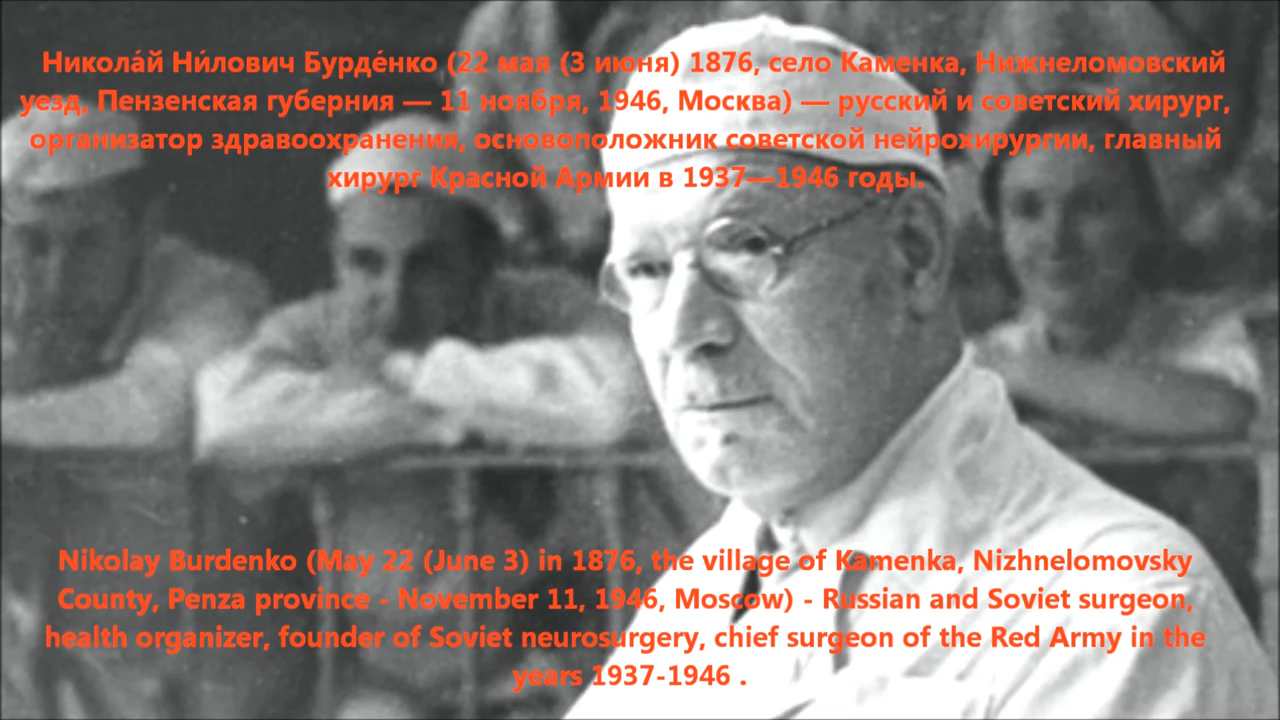 Никола́й Ни́лович Бурде́нко (22 мая (3 июня) 1876, село Каменка, Нижнеломовский
уезд, Пензенская губерния — 11 ноября, 1946, Москва) — русский и советский хирург,
организатор здравоохранения, основоположник советской нейрохирургии, главный
хирург Красной Армии в 1937—1946 годы.
Nikolay Burdenko (May 22 (June 3) in 1876, the village of Kamenka, Nizhnelomovsky
County, Penza province - November 11, 1946, Moscow) - Russian and Soviet surgeon,
health organizer, founder of Soviet neurosurgery, chief surgeon of the Red Army in the
years 1937-1946 .